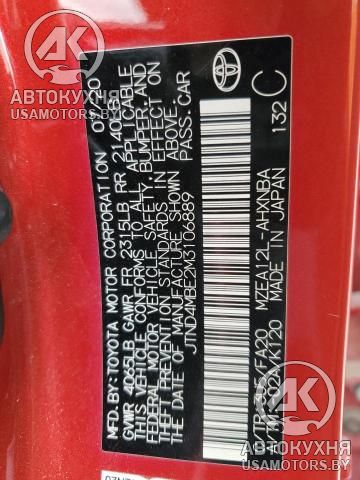 АВТОКУХНЯ
USAMOTORS.BY
MFD. BY: TOYOTA MOTOR CORPORATION
GVWR 4065LB GAWR FR 2315LB RR 2140LB
THIS VEHICLE CONFORMS TO ALL APPLICABLE
FEDERAL MOTOR VEHICLE SAFETY, BUMPER, AND
THEFT PREVENTION STANDARDS IN EFFECT ON
THE DATE OF MANUFACTURE SHOWN ABOVE.
JTND4MBE2M3106889 PASS. CAR
TOYOTA
MZEA12L-AHXNBA
MADE IN JAPAN
132
C
АВТОКУХНЯ
USAMOTORS.BY